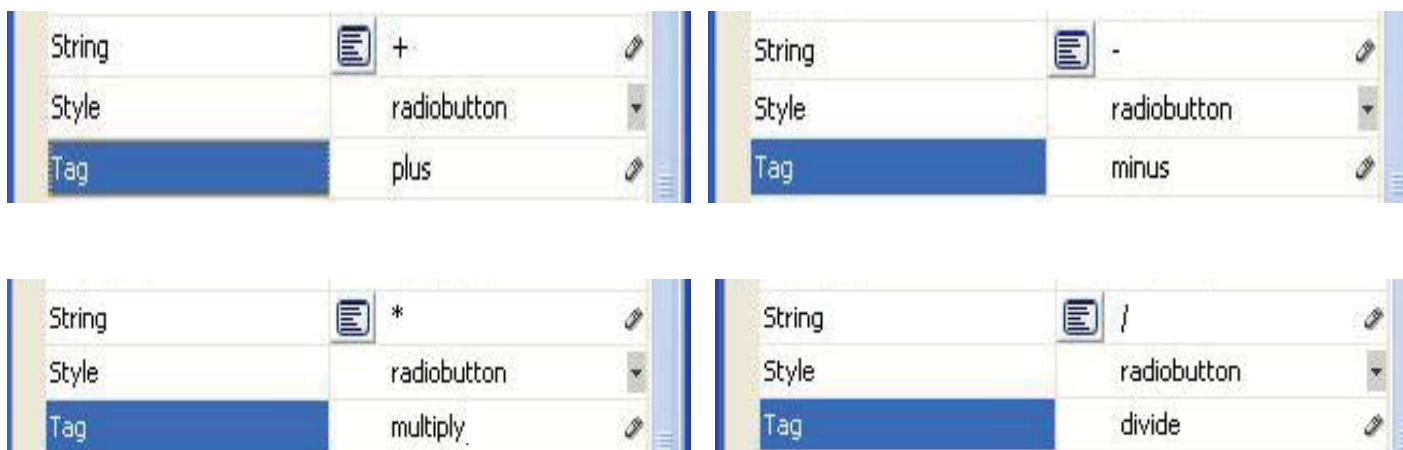 String +
Style radiobutton
Tag plus
String -
Style radiobutton
Tag minus
String *
Style radiobutton
Tag multiply
String /
Style radiobutton
Tag divide